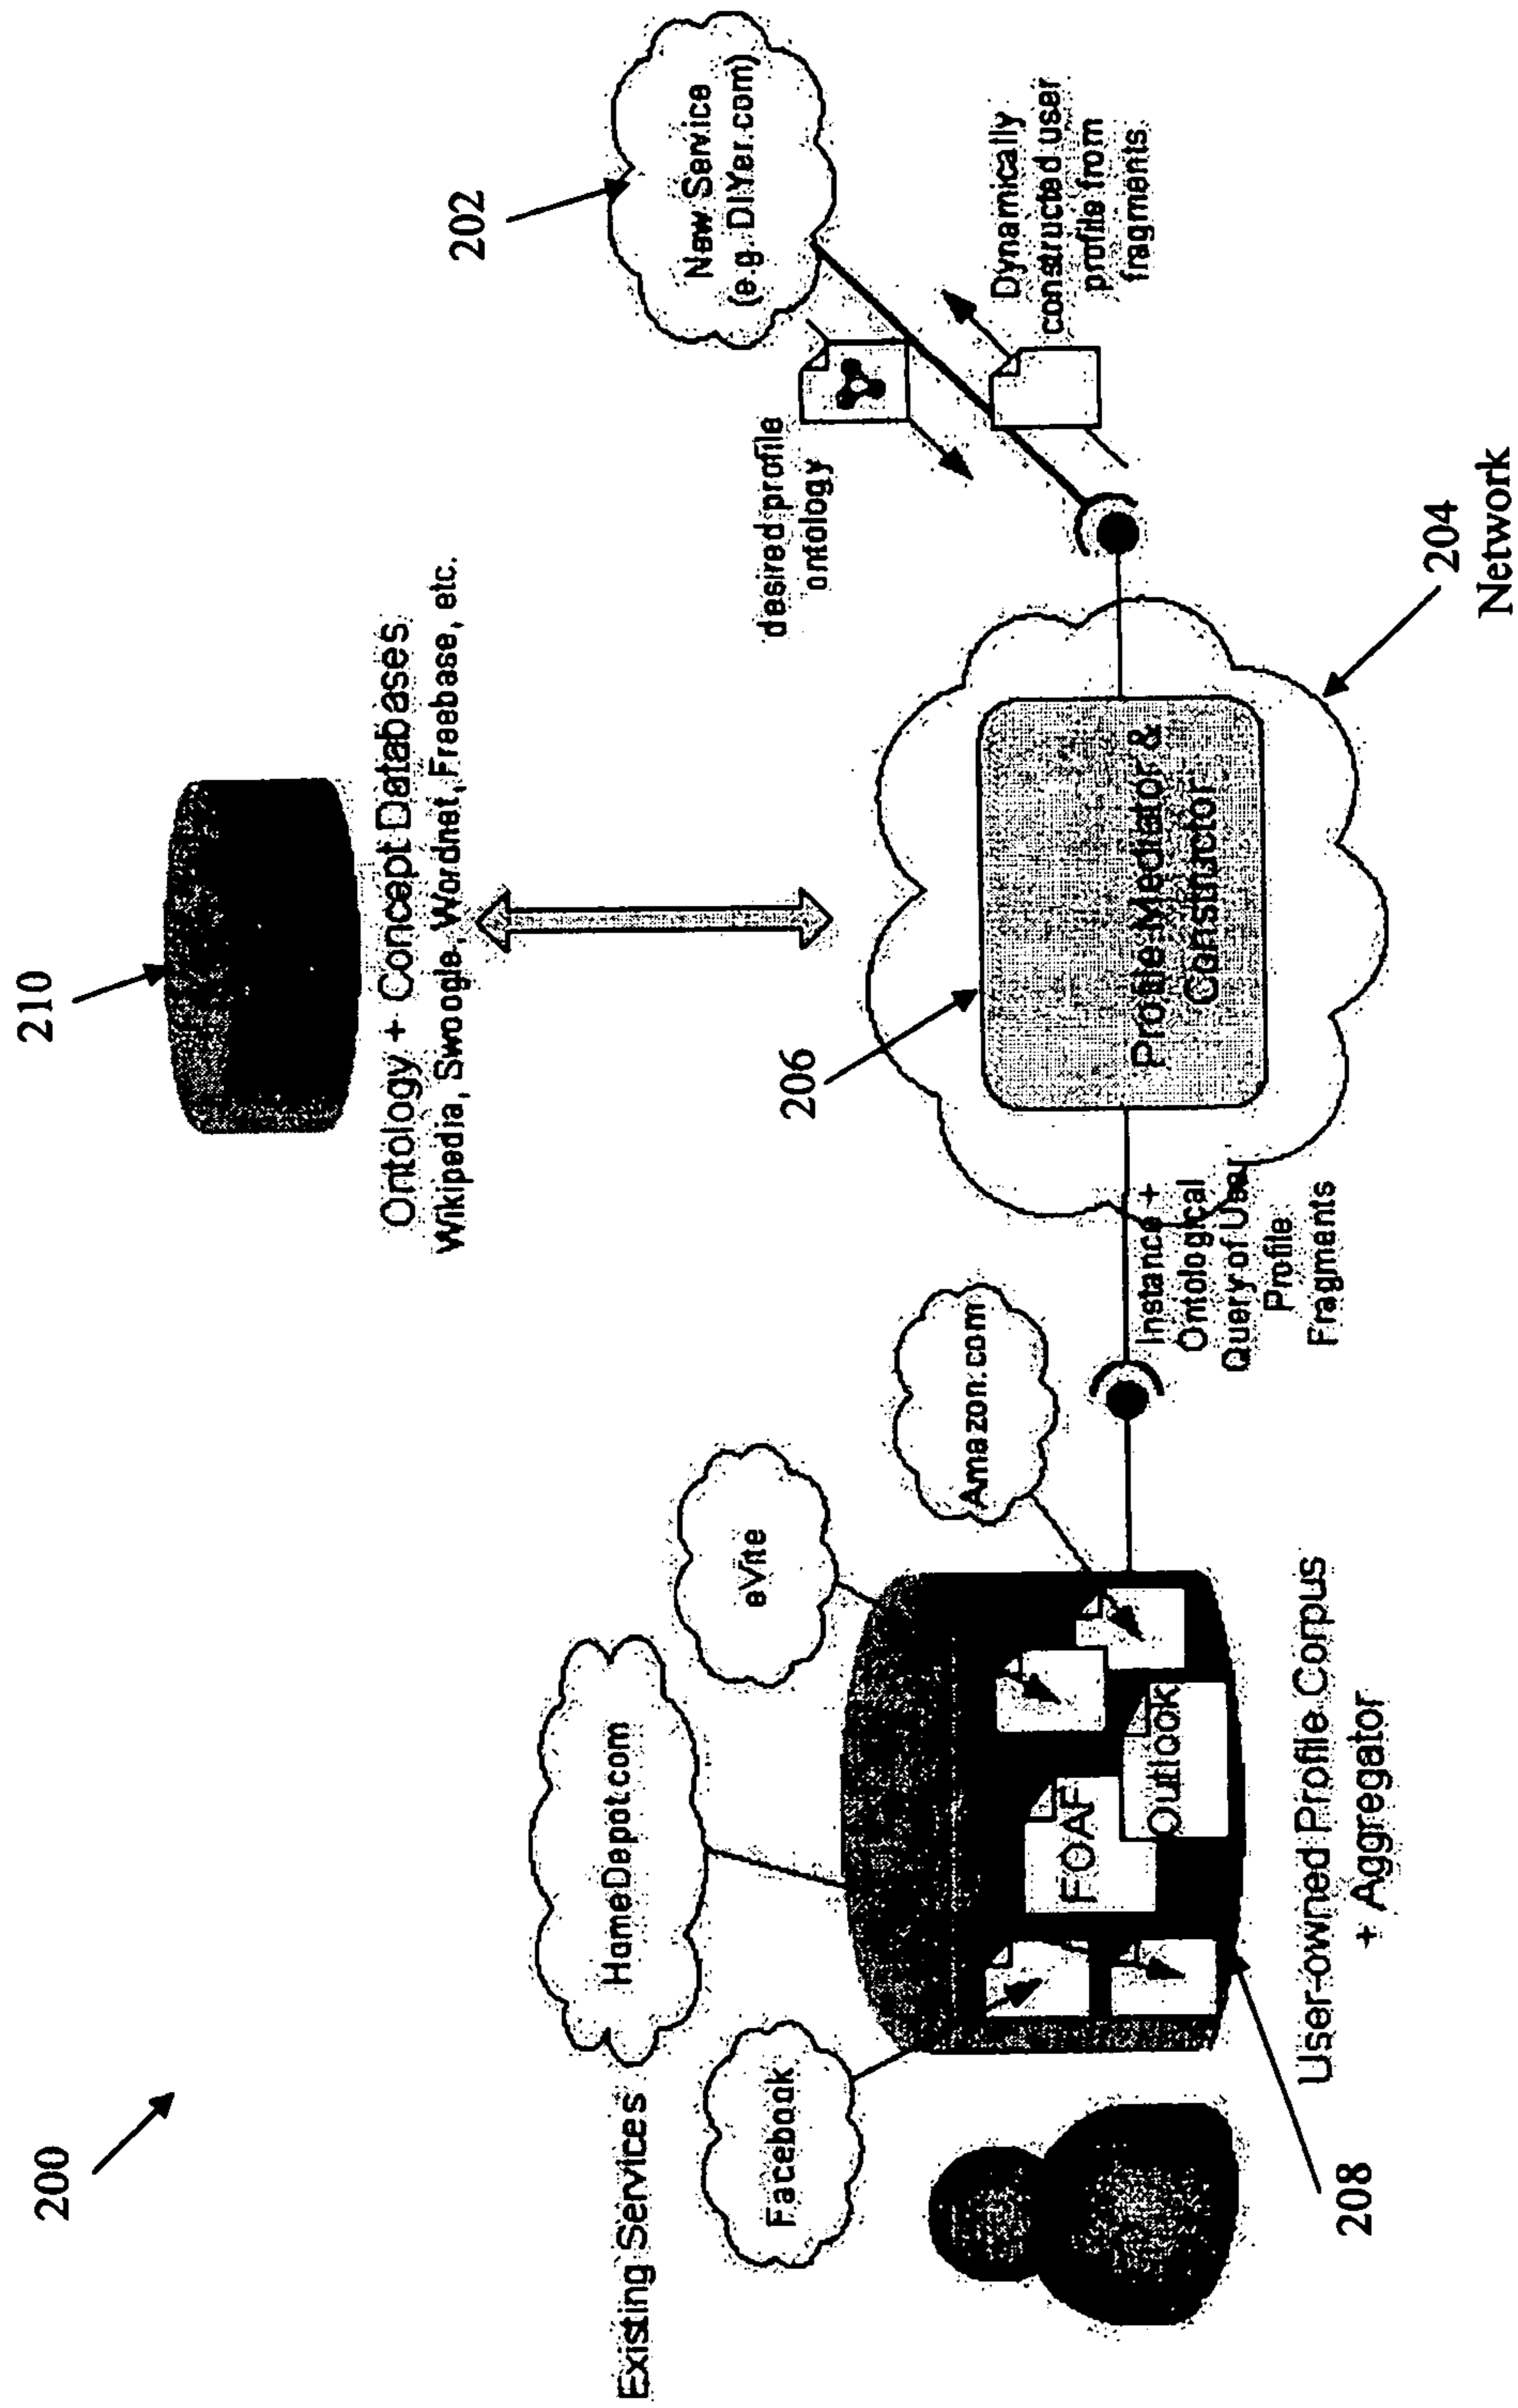 200
210
Ontology + Concept Databases
Wikipedia, Swoogle, Wordnet, Freebase, etc.
202
New Service
(e.g. DIYer.com)
Existing Services
HomeDepot.com
eVite
Facebook
Amazon.com
desired profile
ontology
206
Profile Mediator &
Constructor
Dynamically
constructed user
profile from
fragments
FOAF
Outlook
Instance +
Ontological
Query of User
Profile
Fragments
208
User-owned Profile Corpus
+ Aggregator
204
Network